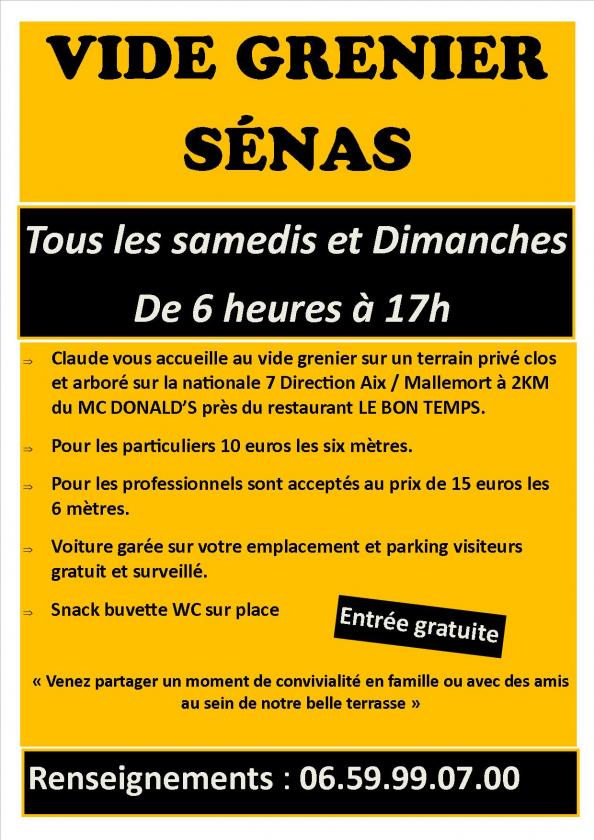 VIDE GRENIER
SÉNAS
Tous les samedis et Dimanches
De 6 heures à 17h
⇒ Claude vous accueille au vide grenier sur un terrain privé clos
et arboré sur la nationale 7 Direction Aix / Mallemort à 2KM
du MC DONALD'S près du restaurant LE BON TEMPS.
⇒ Pour les particuliers 10 euros les six mètres.
⇒ Pour les professionnels sont acceptés au prix de 15 euros les
6 mètres.
⇒ Voiture garée sur votre emplacement et parking visiteurs
gratuit et surveillé.
⇒ Snack buvette WC sur place
Entrée gratuite
« Venez partager un moment de convivialité en famille ou avec des amis
au sein de notre belle terrasse »
Renseignements : 06.59.99.07.00